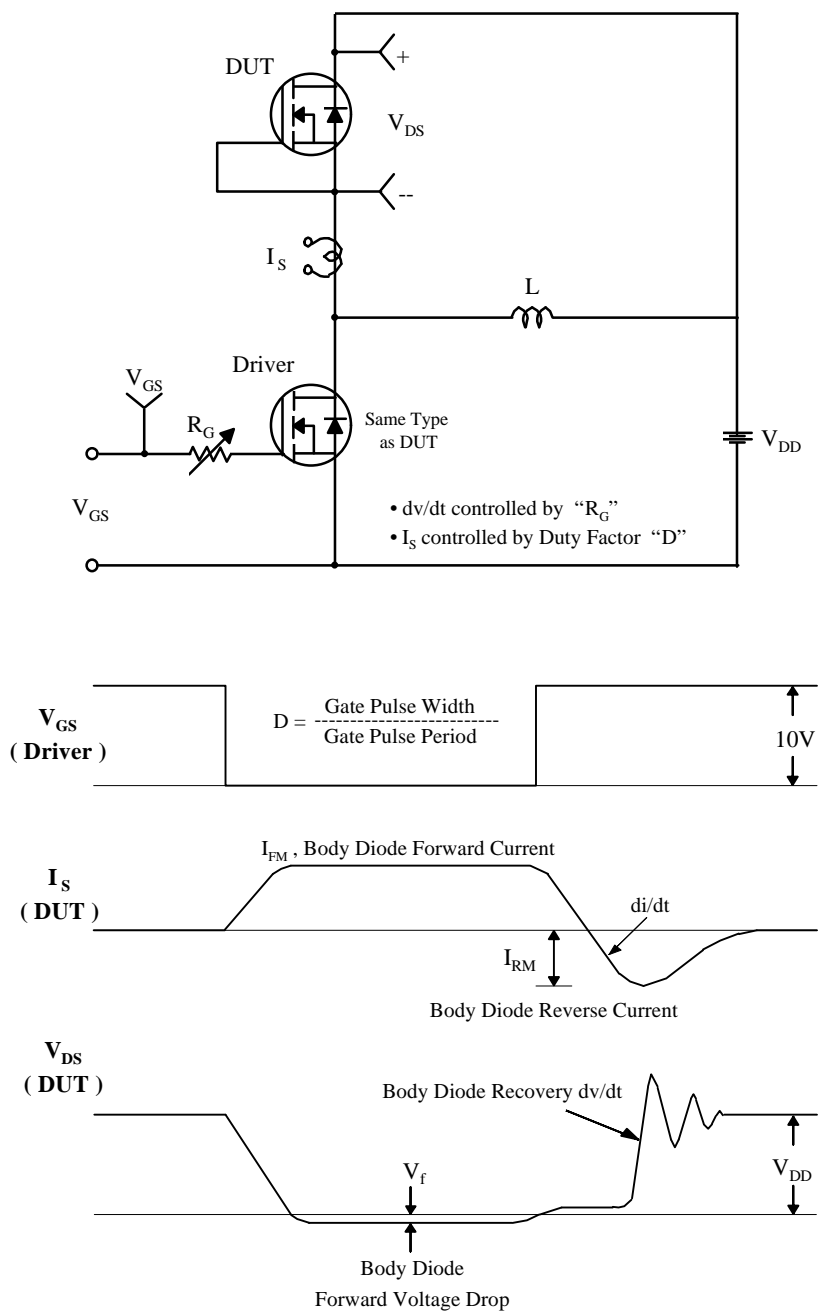 DUT
+
V_DS
--
I_S
L
Driver
V_GS
R_G
Same Type
as DUT
V_DD
V_GS
• dv/dt controlled by “R_G”
• I_S controlled by Duty Factor “D”
V_GS
( Driver )
D =
Gate Pulse Width
--------------------------
Gate Pulse Period
10V
I_FM , Body Diode Forward Current
I_S
( DUT )
di/dt
I_RM
Body Diode Reverse Current
V_DS
( DUT )
Body Diode Recovery dv/dt
V_f
V_DD
Body Diode
Forward Voltage Drop